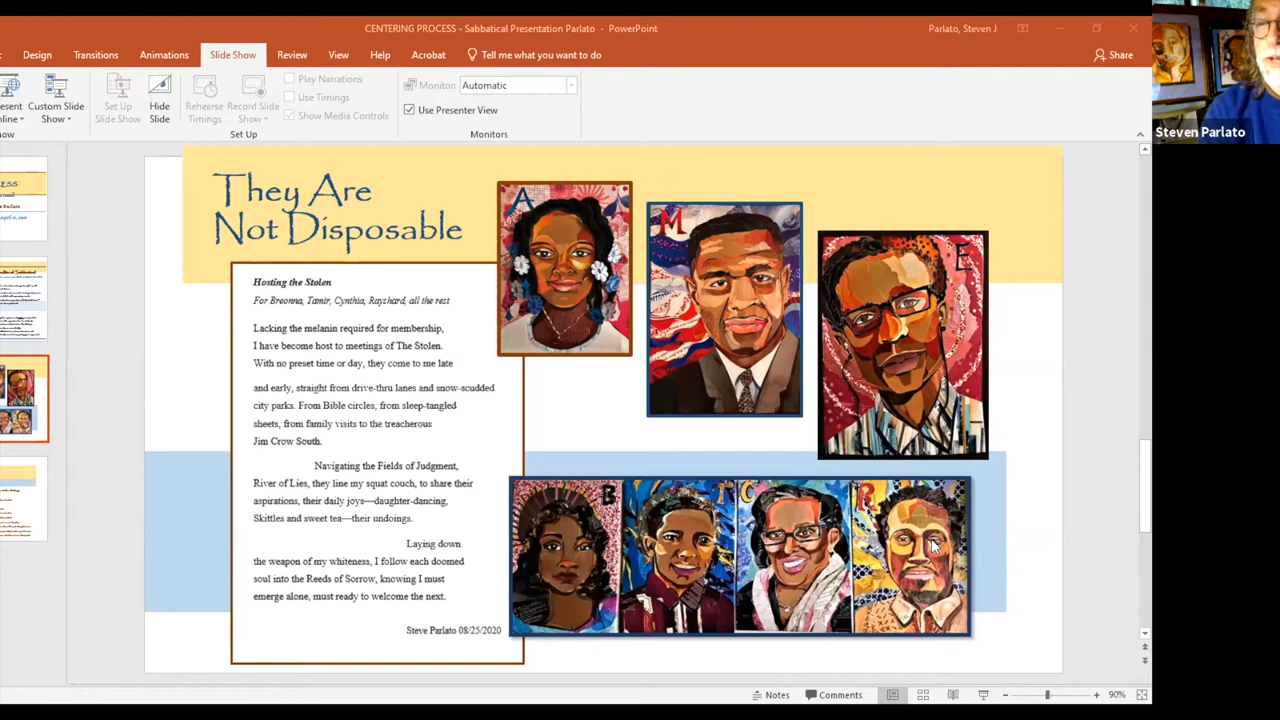 CENTERING PROCESS - Sabbatical Presentation Parlato - PowerPoint
Parlato, Steven J
Design Transitions Animations Slide Show Review View Help Acrobat Tell me what you want to do Share
Custom Slide Show
Set Up Slide Show
Hide Slide
Rehearse Timings
Record Slide Show
Play Narrations
Use Timings
Show Media Controls
Set Up
Monitor: Automatic
Use Presenter View
Monitors
Steven Parlato
They Are
Not Disposable
Hosting the Stolen
For Breonna, Tamir, Cynthia, Rayshard, all the rest
Lacking the melanin required for membership,
I have become host to meetings of The Stolen.
With no preset time or day, they come to me late
and early, straight from drive-thru lanes and snow-scudded
city parks. From Bible circles, from sleep-tangled
sheets, from family visits to the treacherous
Jim Crow South.
Navigating the Fields of Judgment,
River of Lies, they line my squat couch, to share their
aspirations, their daily joys—daughter-dancing,
Skittles and sweet tea—their undoings.
Laying down
the weapon of my whiteness, I follow each doomed
soul into the Reeds of Sorrow, knowing I must
emerge alone, must ready to welcome the next.
Steve Parlato 08/25/2020
A
M
E
B
T
C
R
Notes Comments 90%